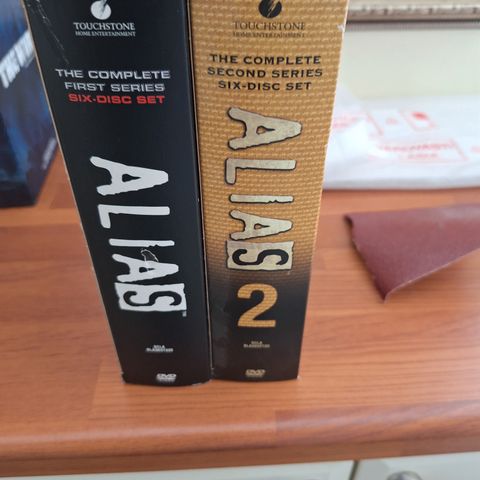 TOUCHSTONE
HOME ENTERTAINMENT
THE COMPLETE
FIRST SERIES
SIX-DISC SET
ALIAS
DVD
TOUCHSTONE
HOME ENTERTAINMENT
THE COMPLETE
SECOND SERIES
SIX-DISC SET
ALIAS
2
DVD